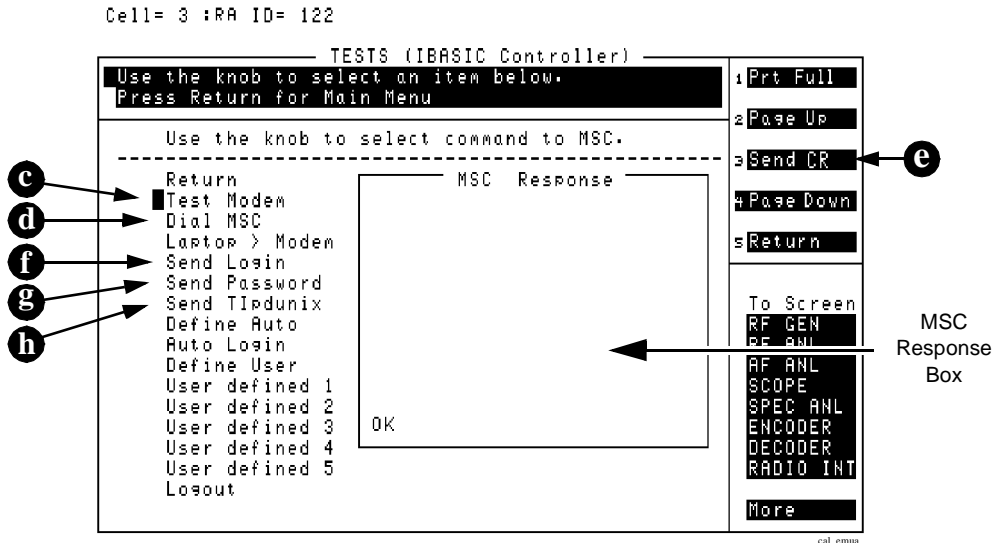 Cell= 3 :RA ID= 122
TESTS (IBASIC Controller)
Use the knob to select an item below.
Press Return for Main Menu
Use the knob to select command to MSC.
Return
Test Modem
Dial MSC
Laptop > Modem
Send Login
Send Password
Send TIpdunix
Define Auto
Auto Login
Define User
User defined 1
User defined 2
User defined 3
User defined 4
User defined 5
Logout
MSC Response
OK
1 Prt Full
2 Page Up
3 Send CR
4 Page Down
5 Return
To Screen
RF GEN
RF ANL
AF ANL
SCOPE
SPEC ANL
ENCODER
DECODER
RADIO INT
More
c
d
f
g
h
e
MSC
Response
Box
cal_emua